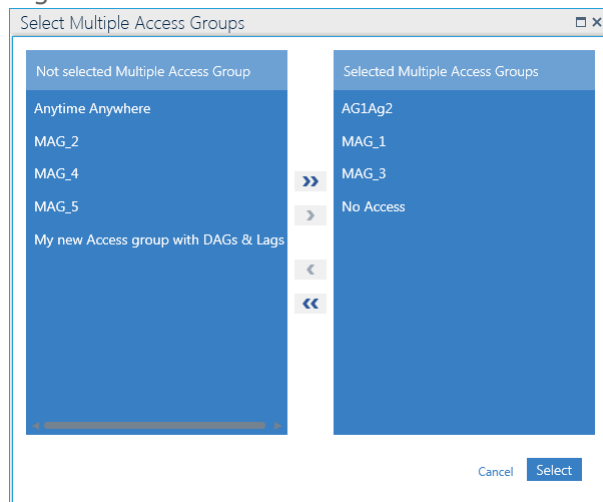 Select Multiple Access Groups
Not selected Multiple Access Group
Anytime Anywhere
MAG_2
MAG_4
MAG_5
My new Access group with DAGs & Lags
Selected Multiple Access Groups
AG1Ag2
MAG_1
MAG_3
No Access
Cancel
Select